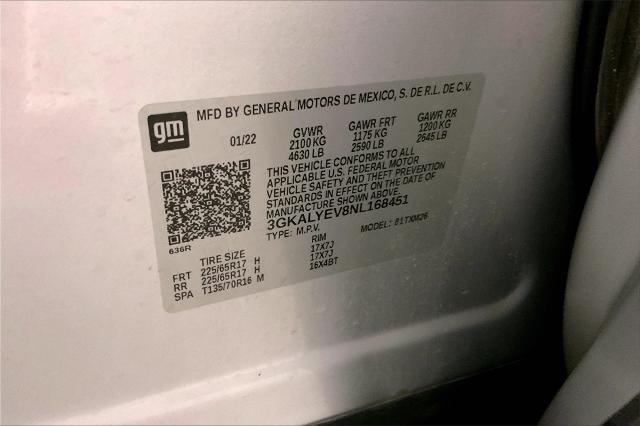 gm
MFD BY GENERAL MOTORS DE MEXICO, S. DE R.L. DE C.V.
01/22 GVWR GAWR FRT GAWR RR
2100 KG 1175 KG 1200 KG
4630 LB 2590 LB 2645 LB
THIS VEHICLE CONFORMS TO ALL
APPLICABLE U.S. FEDERAL MOTOR
VEHICLE SAFETY AND THEFT PREVENTION
STANDARDS IN EFFECT ON THE DATE OF
MANUFACTURE SHOWN ABOVE.
3GKALYEV8NL168451
TYPE: M.P.V. MODEL: 81TXM26
636R
TIRE SIZE RIM
FRT 225/65R17 H 17X7J
RR 225/65R17 H 17X7J
SPA T135/70R16 M 16X4BT